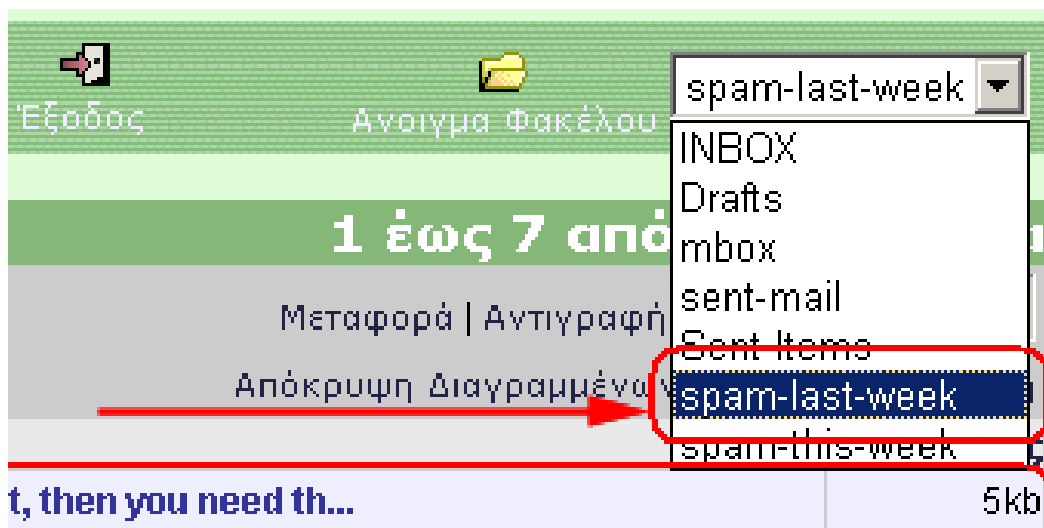 spam-last-week
Έξοδος
Ανοιγμα Φακέλου
INBOX
Drafts
mbox
sent-mail
Sent Items
spam-last-week
spam-this-week
1 έως 7 από
Μεταφορά | Αντιγραφή
Απόκρυψη
t, then you need th...
5kb